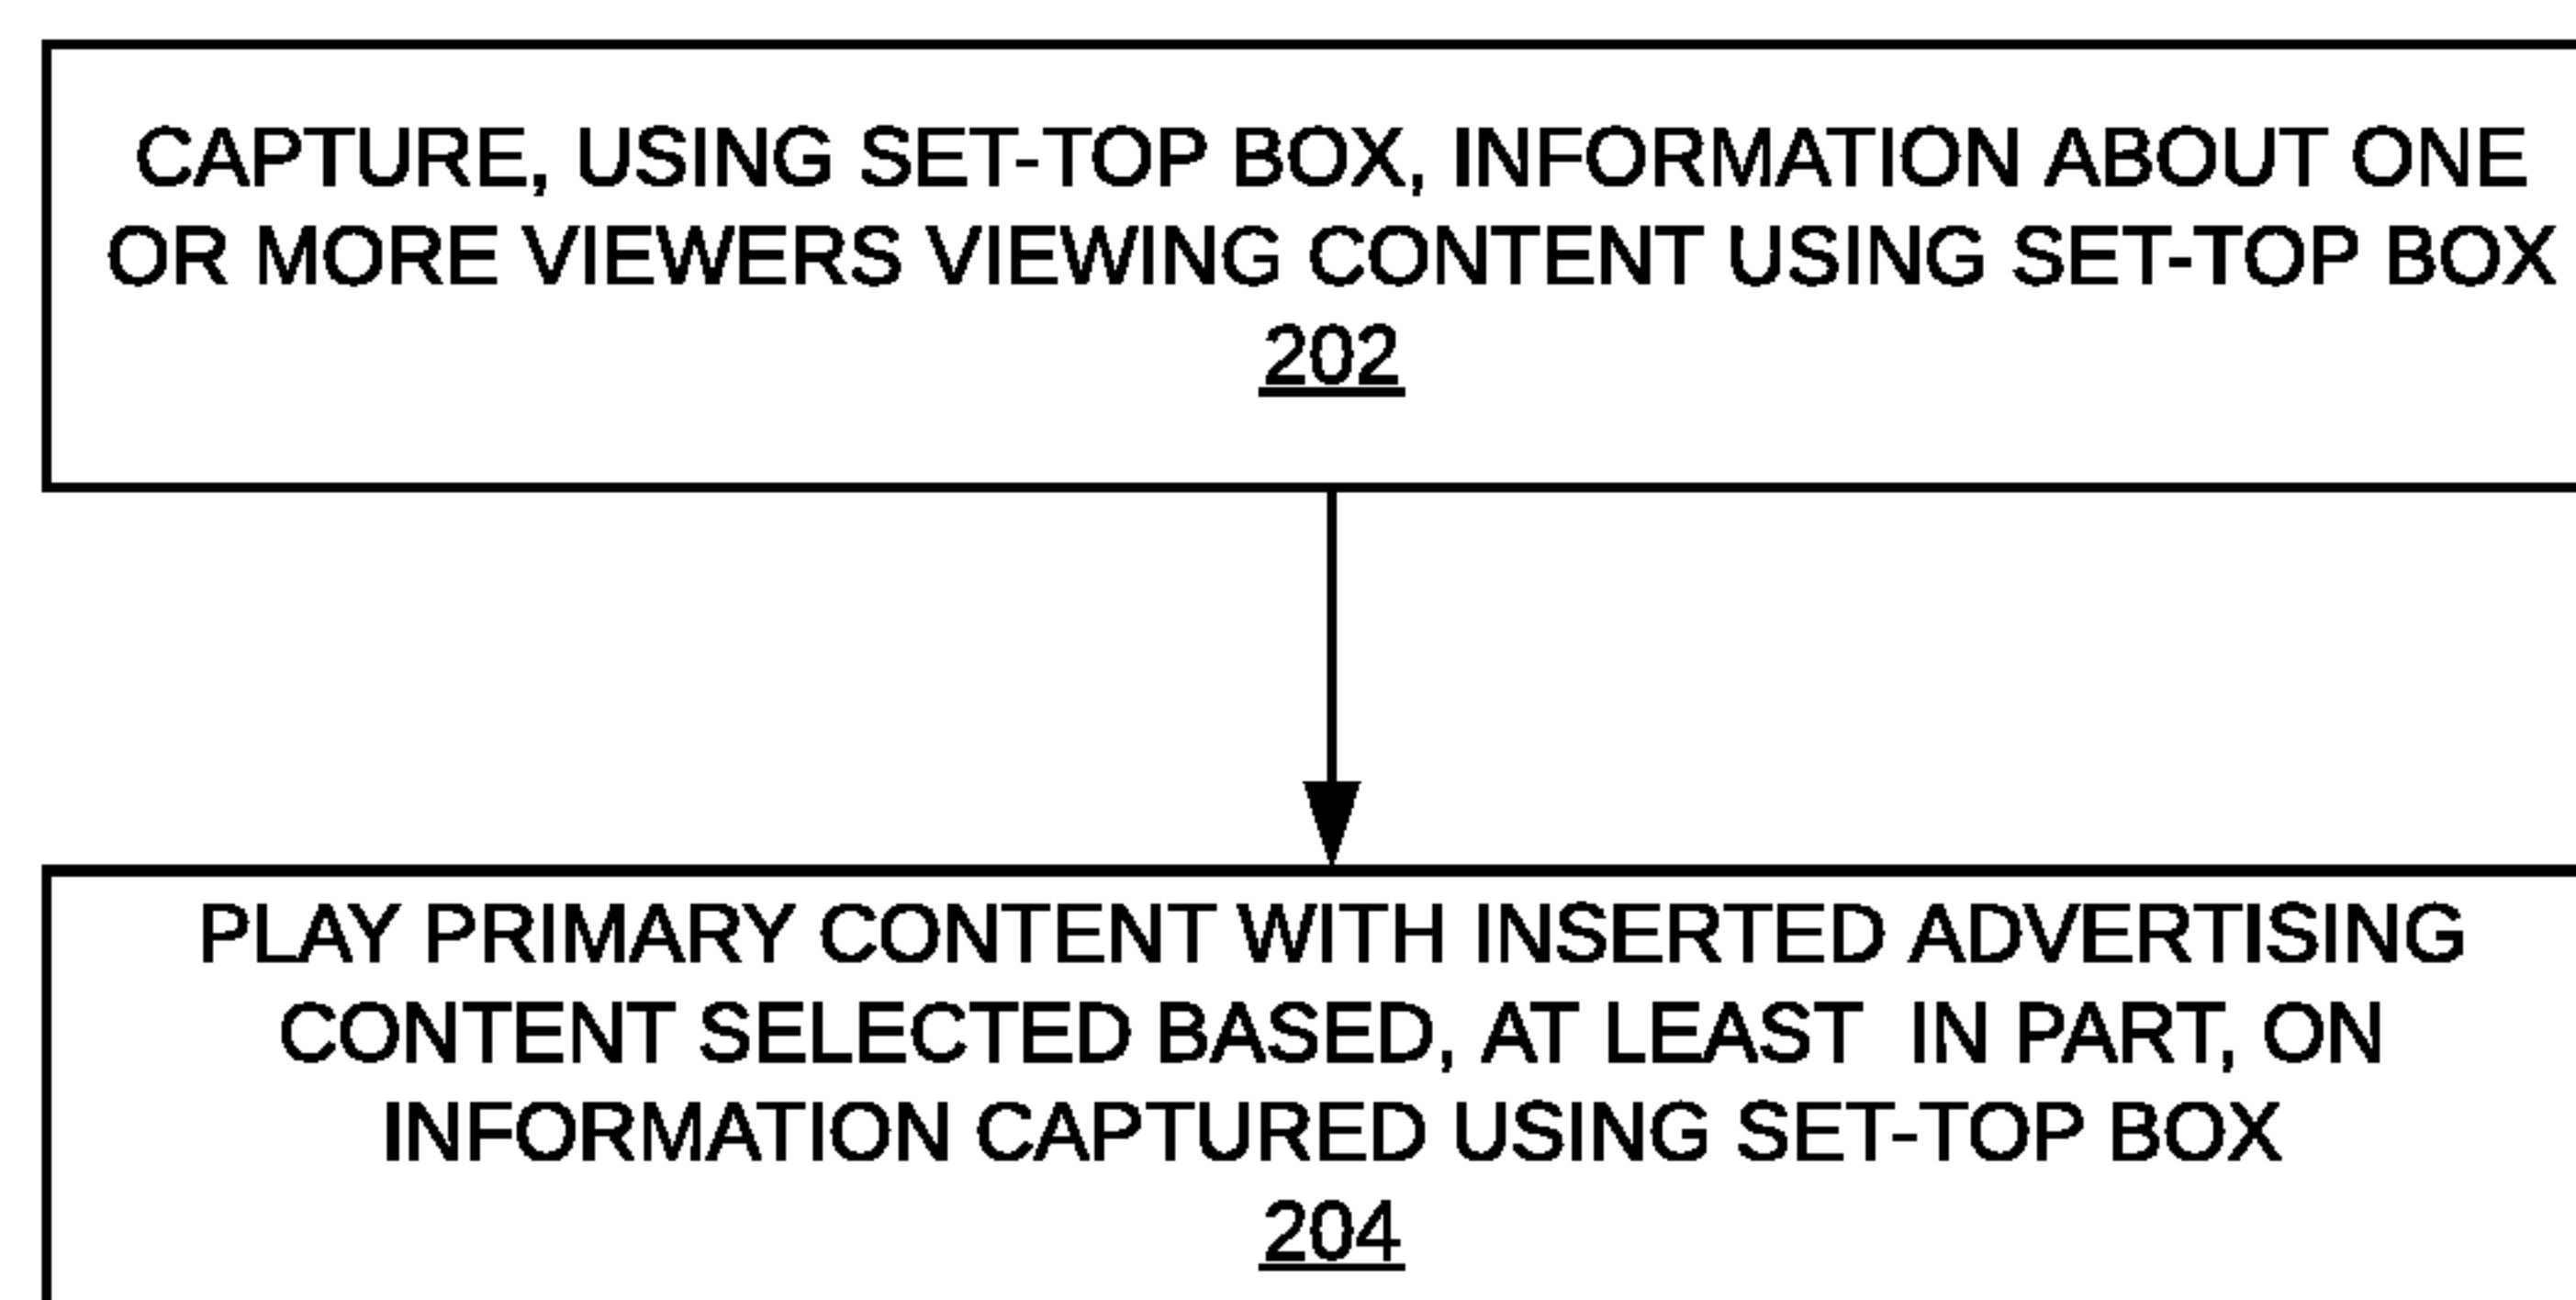 CAPTURE, USING SET-TOP BOX, INFORMATION ABOUT ONE
OR MORE VIEWERS VIEWING CONTENT USING SET-TOP BOX
202
PLAY PRIMARY CONTENT WITH INSERTED ADVERTISING
CONTENT SELECTED BASED, AT LEAST IN PART, ON
INFORMATION CAPTURED USING SET-TOP BOX
204